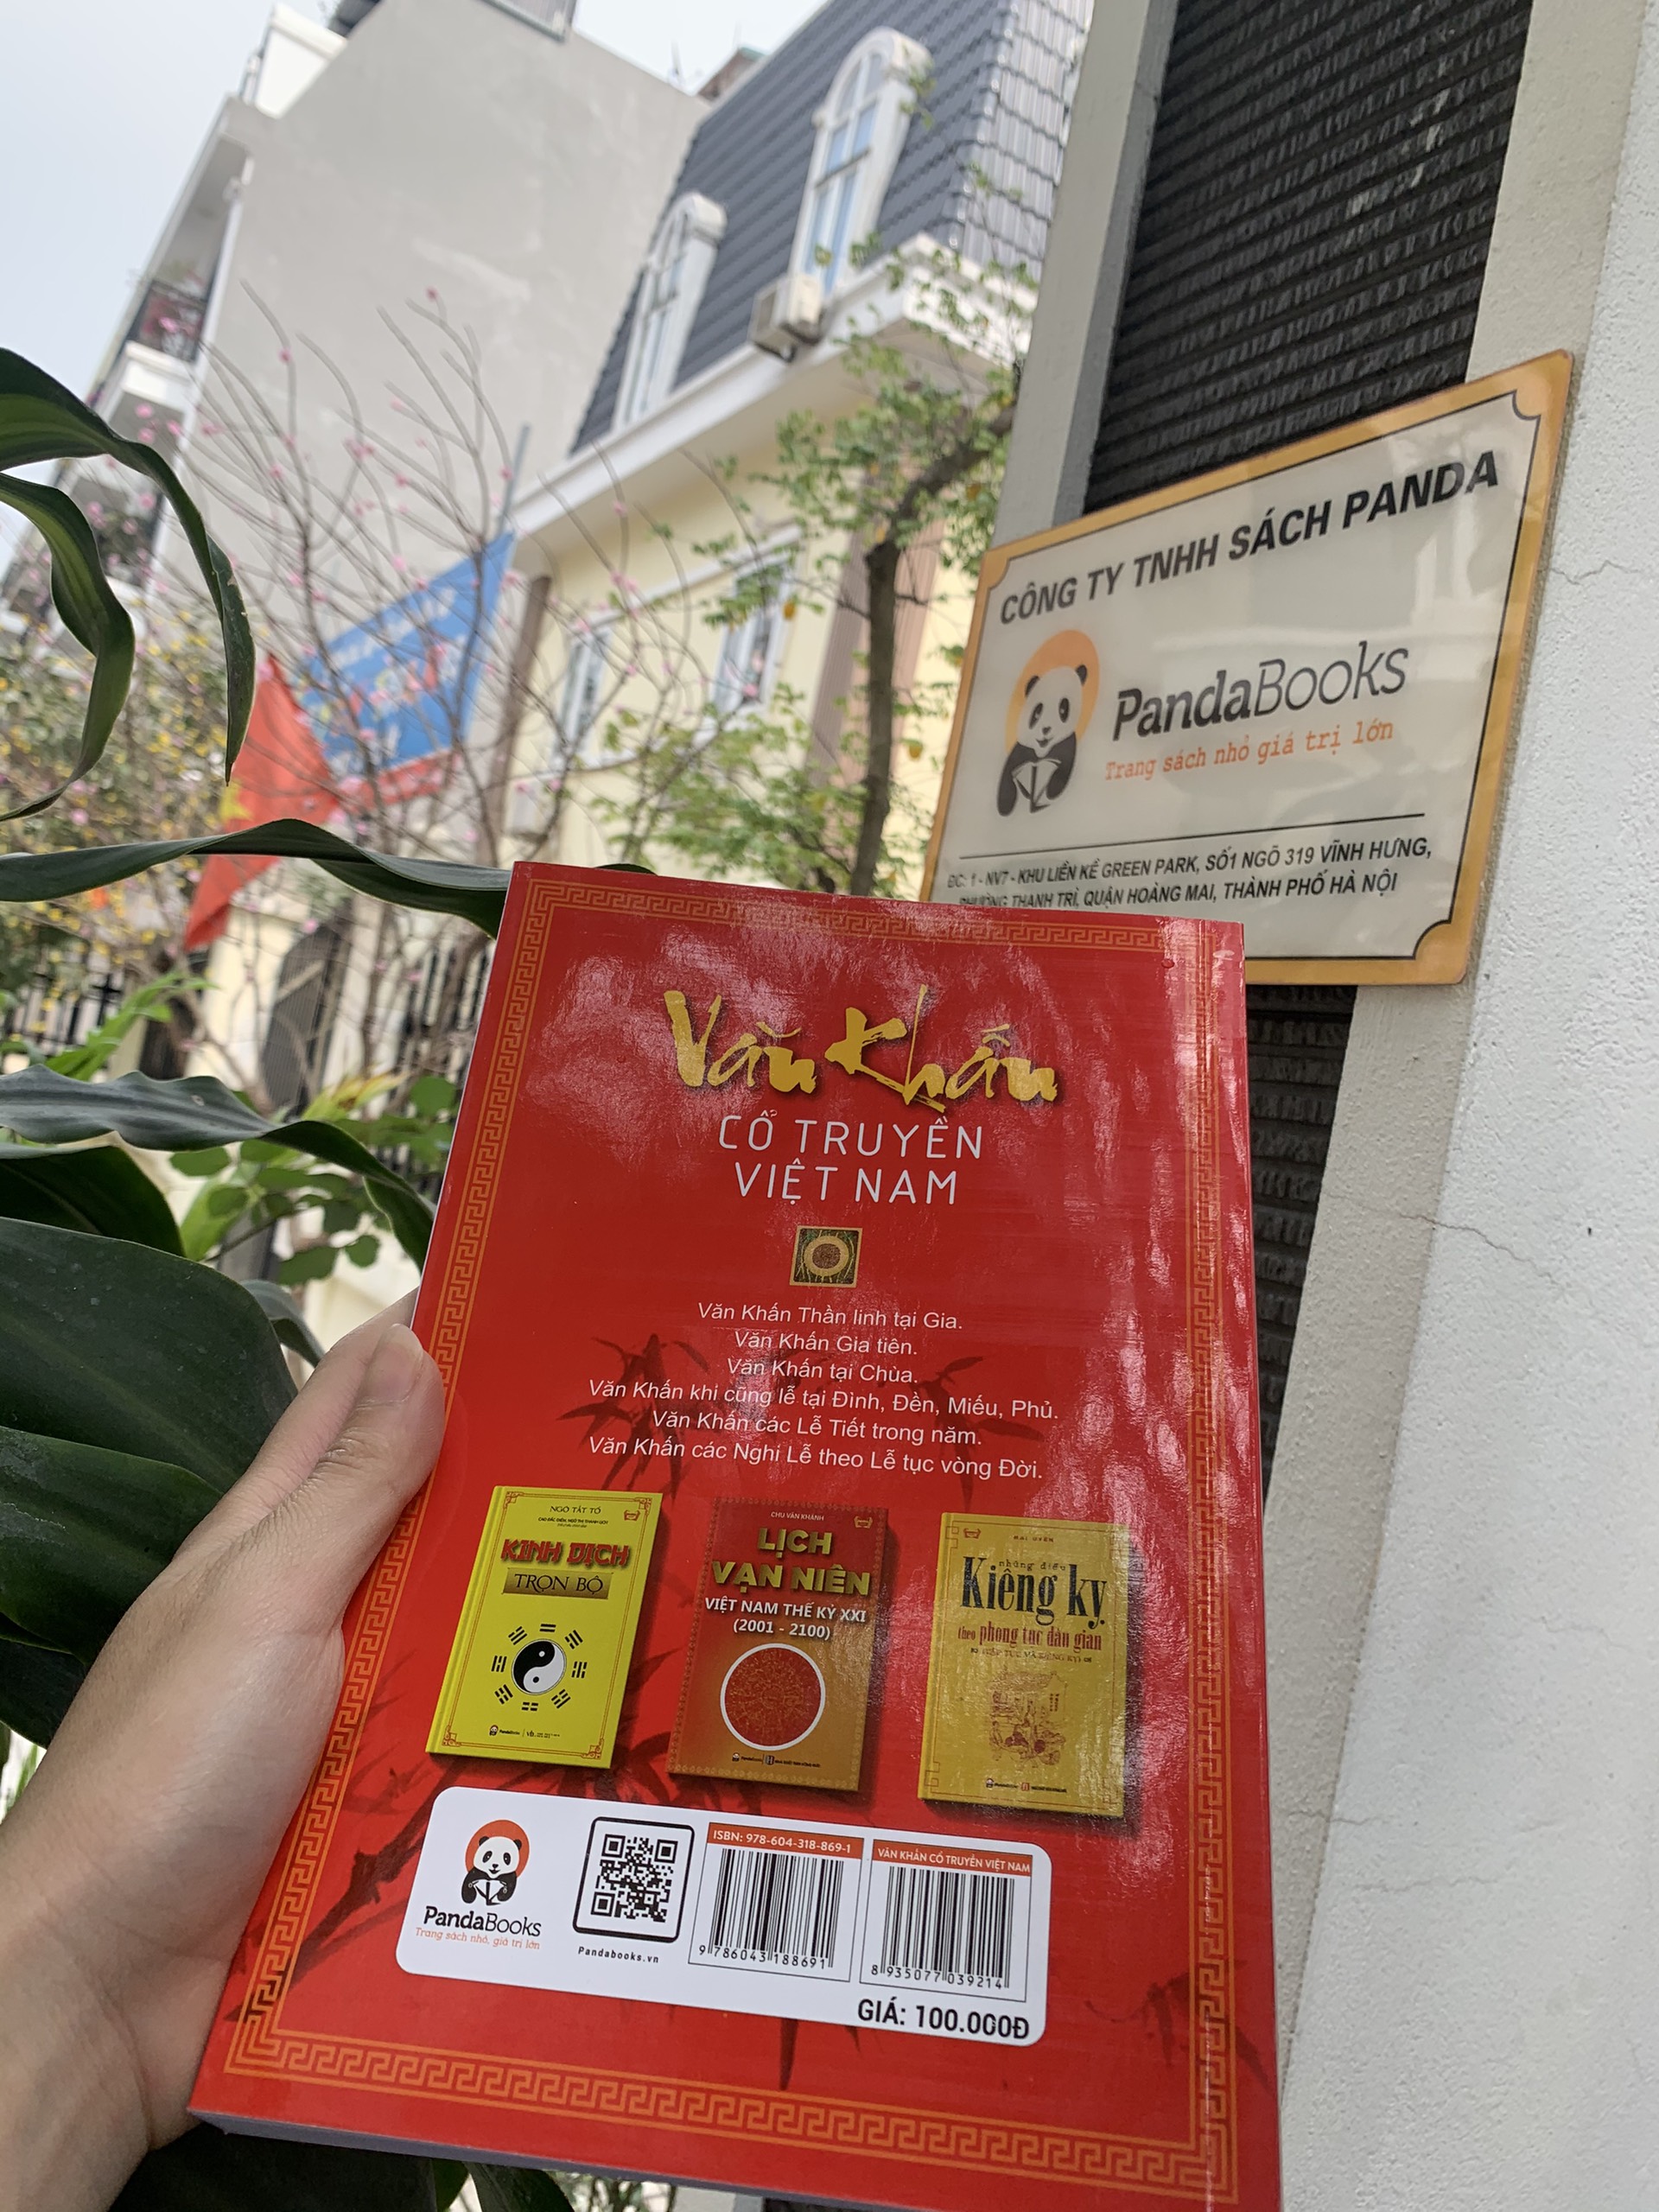 CÔNG TY TNHH SÁCH PANDA
PandaBooks
Trang sách nhỏ giá trị lớn
ĐC: 1 - NV7 - KHU LIỀN KỀ GREEN PARK, SỐ1 NGÕ 319 VĨNH HƯNG,
PHƯỜNG THANH TRÌ, QUẬN HOÀNG MAI, THÀNH PHỐ HÀ NỘI
Văn Khấn
CỔ TRUYỀN
VIỆT NAM
Văn Khấn Thần linh tại Gia.
Văn Khấn Gia tiên.
Văn Khấn tại Chùa.
Văn Khấn khi cũng lễ tại Đình, Đền, Miếu, Phủ.
Văn Khấn các Lễ Tiết trong năm.
Văn Khấn các Nghi Lễ theo Lễ tục vòng Đời.
NGÔ TẤT TỐ
KINH DỊCH
TRỌN BỘ
PandaBooks
CHU VĂN KHÁNH
LỊCH
VẠN NIÊN
VIỆT NAM THẾ KỶ XXI
(2001 - 2100)
những điều
Kiêng kỵ
theo phong tục dân gian
PandaBooks
Trang sách nhỏ, giá trị lớn
Pandabooks.vn
ISBN: 978-604-318-869-1
9 786043 188691
VĂN KHẤN CỔ TRUYỀN VIỆT NAM
8 935077 039214
GIÁ: 100.000Đ